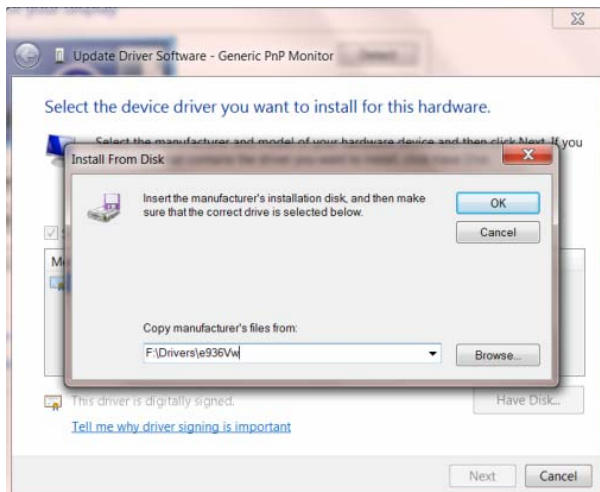 your display
Update Driver Software - Generic PnP Monitor
Detect
Select the device driver you want to install for this hardware.
Select the manufacturer and model of your hardware device and then click Next. If you
Install From Disk
Insert the manufacturer's installation disk, and then make
sure that the correct drive is selected below.
OK
Cancel
Copy manufacturer's files from:
F:\Drivers\e936Vw
Browse...
This driver is digitally signed.
Have Disk...
Tell me why driver signing is important
Next
Cancel